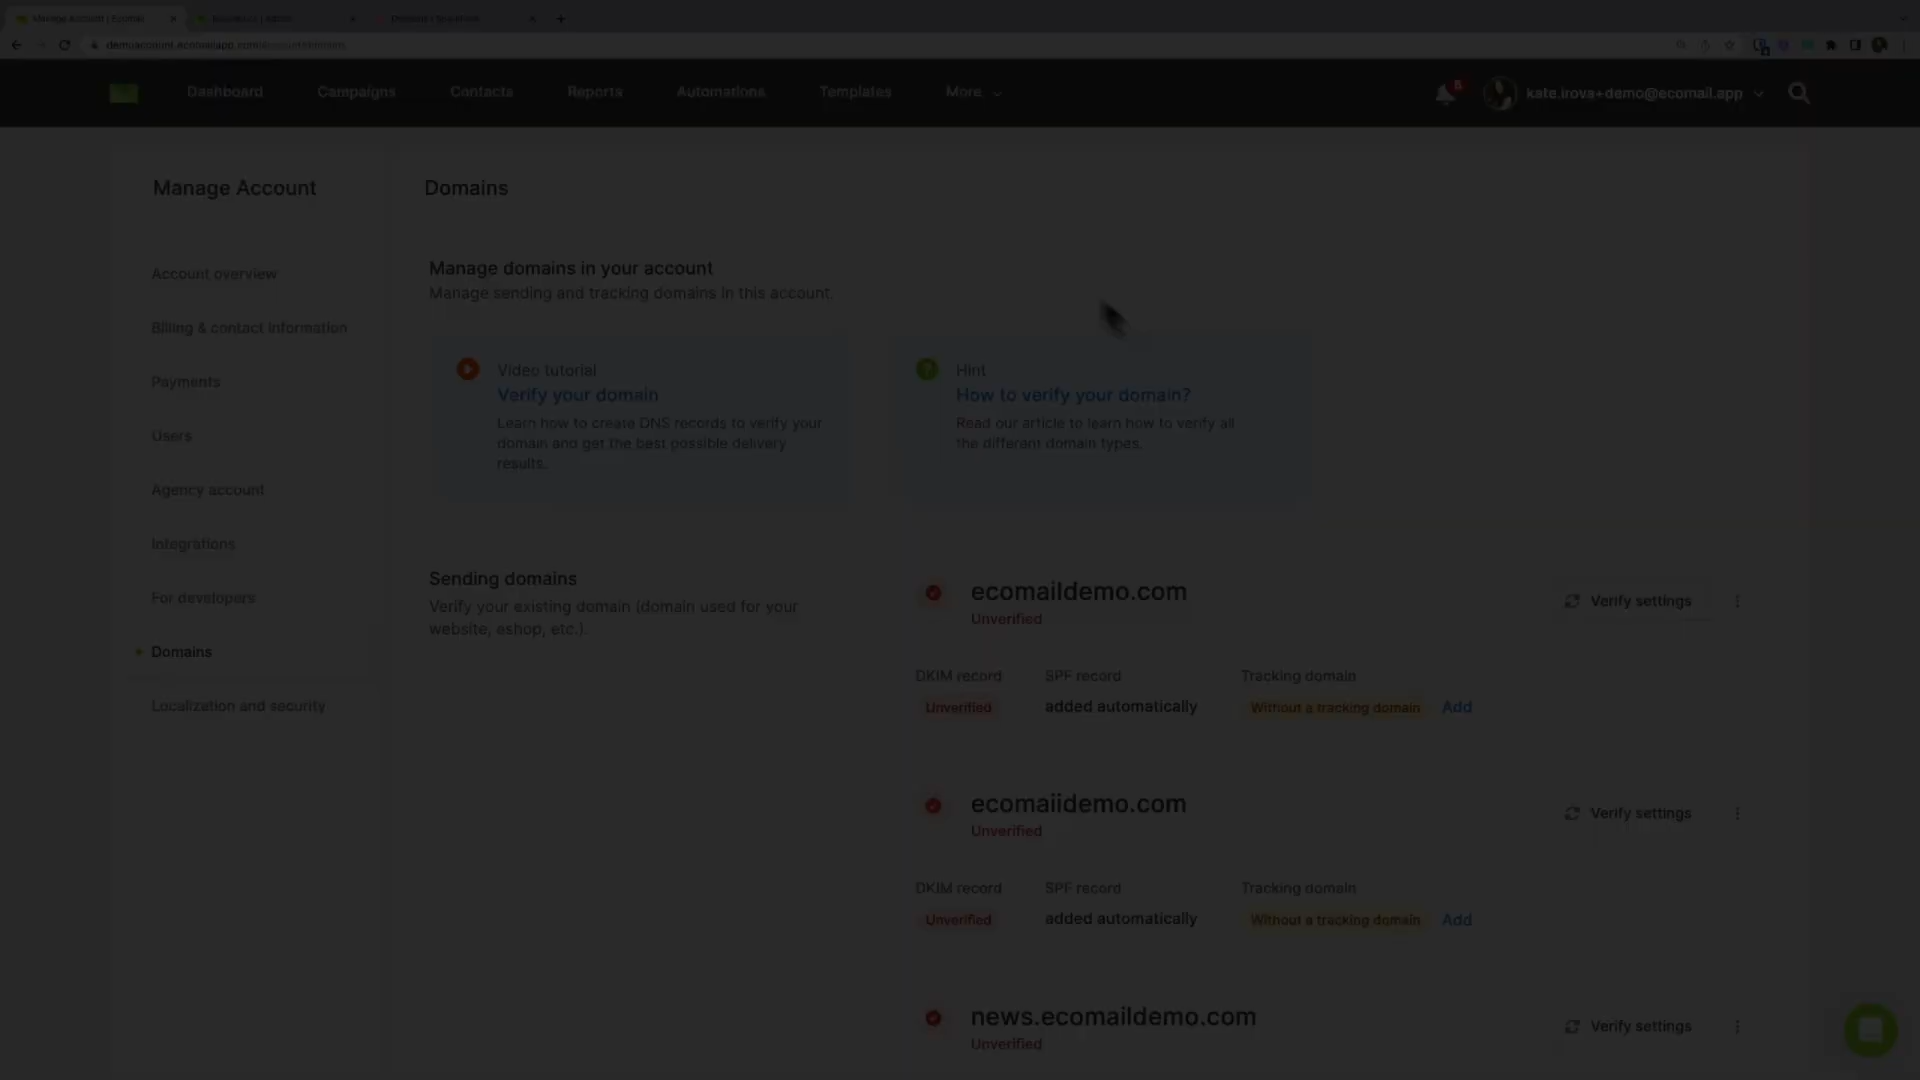 Manage Account | Ecomail
demoaccount.ecomailapp.com/account/domains
Dashboard
Campaigns
Contacts
Reports
Automations
Templates
More
6
kate.irova+demo@ecomail.app
Manage Account
Account overview
Billing & contact information
Payments
Users
Agency account
Integrations
For developers
Domains
Localization and security
Domains
Manage domains in your account
Manage sending and tracking domains in this account.
Video tutorial
Verify your domain
Learn how to create DNS records to verify your
domain and get the best possible delivery
results.
Hint
How to verify your domain?
Read our article to learn how to verify all
the different domain types.
Sending domains
Verify your existing domain (domain used for your
website, eshop, etc.).
ecomaildemo.com
Unverified
Verify settings
DKIM record
SPF record
Tracking domain
Unverified
added automatically
Without a tracking domain
Add
ecomaiidemo.com
Unverified
Verify settings
DKIM record
SPF record
Tracking domain
Unverified
added automatically
Without a tracking domain
Add
news.ecomaildemo.com
Unverified
Verify settings